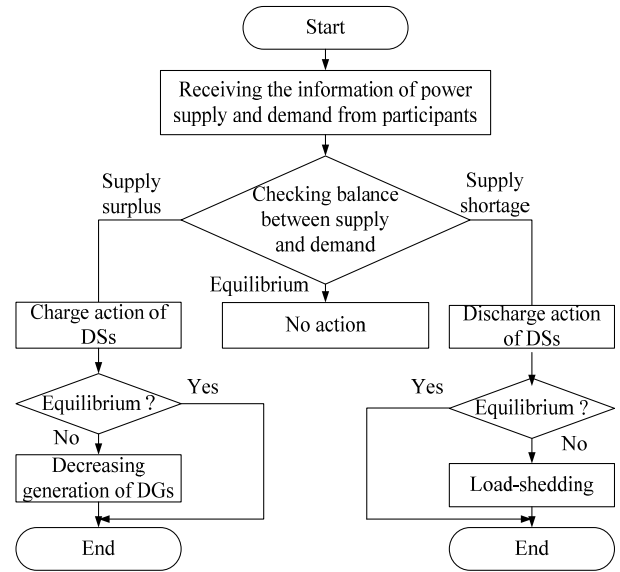 Start
Receiving the information of power
supply and demand from participants
Supply
surplus
Checking balance
between supply
and demand
Supply
shortage
Equilibrium
No action
Charge action of
DSs
Discharge action
of DSs
Equilibrium ?
Yes
No
Yes
Equilibrium ?
No
Decreasing
generation of DGs
Load-shedding
End
End